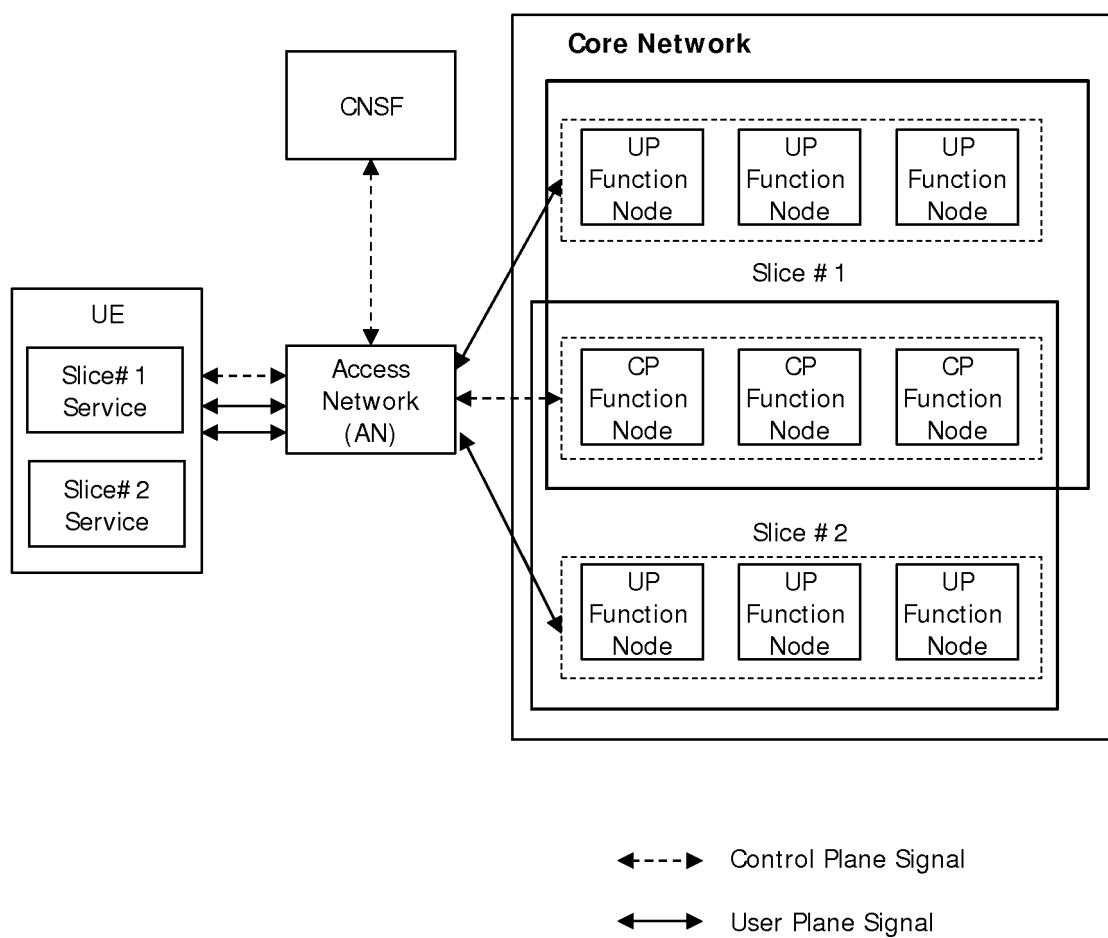 Core Network
CNSF
UP
Function
Node
UP
Function
Node
UP
Function
Node
Slice # 1
UE
Slice# 1
Service
Slice# 2
Service
Access
Network
(AN)
CP
Function
Node
CP
Function
Node
CP
Function
Node
Slice # 2
UP
Function
Node
UP
Function
Node
UP
Function
Node
Control Plane Signal
User Plane Signal